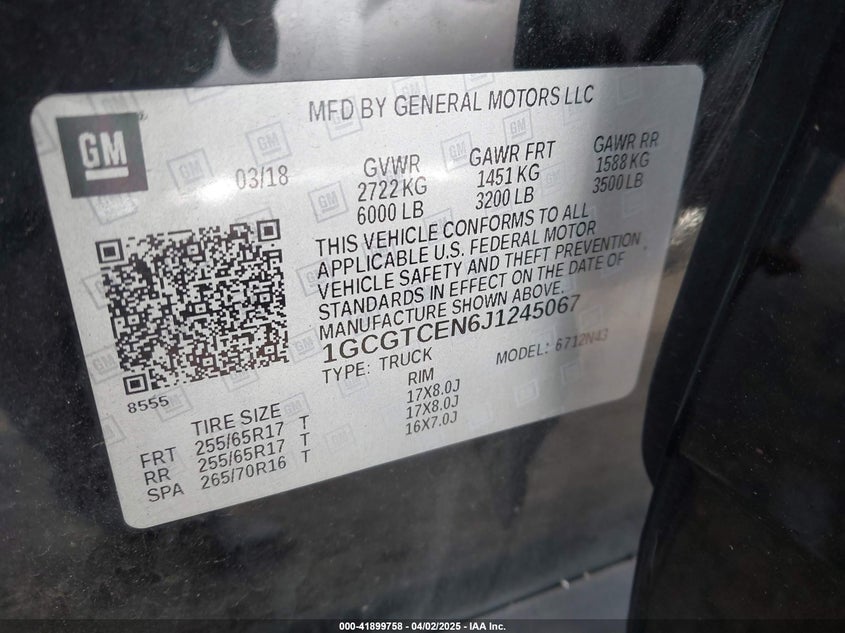 MFD BY GENERAL MOTORS LLC
GM
®
03/18
GVWR GAWR FRT GAWR RR
2722 KG 1451 KG 1588 KG
6000 LB 3200 LB 3500 LB
THIS VEHICLE CONFORMS TO ALL
APPLICABLE U.S. FEDERAL MOTOR
VEHICLE SAFETY AND THEFT PREVENTION
STANDARDS IN EFFECT ON THE DATE OF
MANUFACTURE SHOWN ABOVE.
1GCGTCEN6J1245067
TYPE: TRUCK MODEL: 6712N43
8555
TIRE SIZE RIM
FRT 255/65R17 T 17X8.0J
RR 255/65R17 T 17X8.0J
SPA 265/70R16 T 16X7.0J
000-41899758 - 04/02/2025 - IAA Inc.